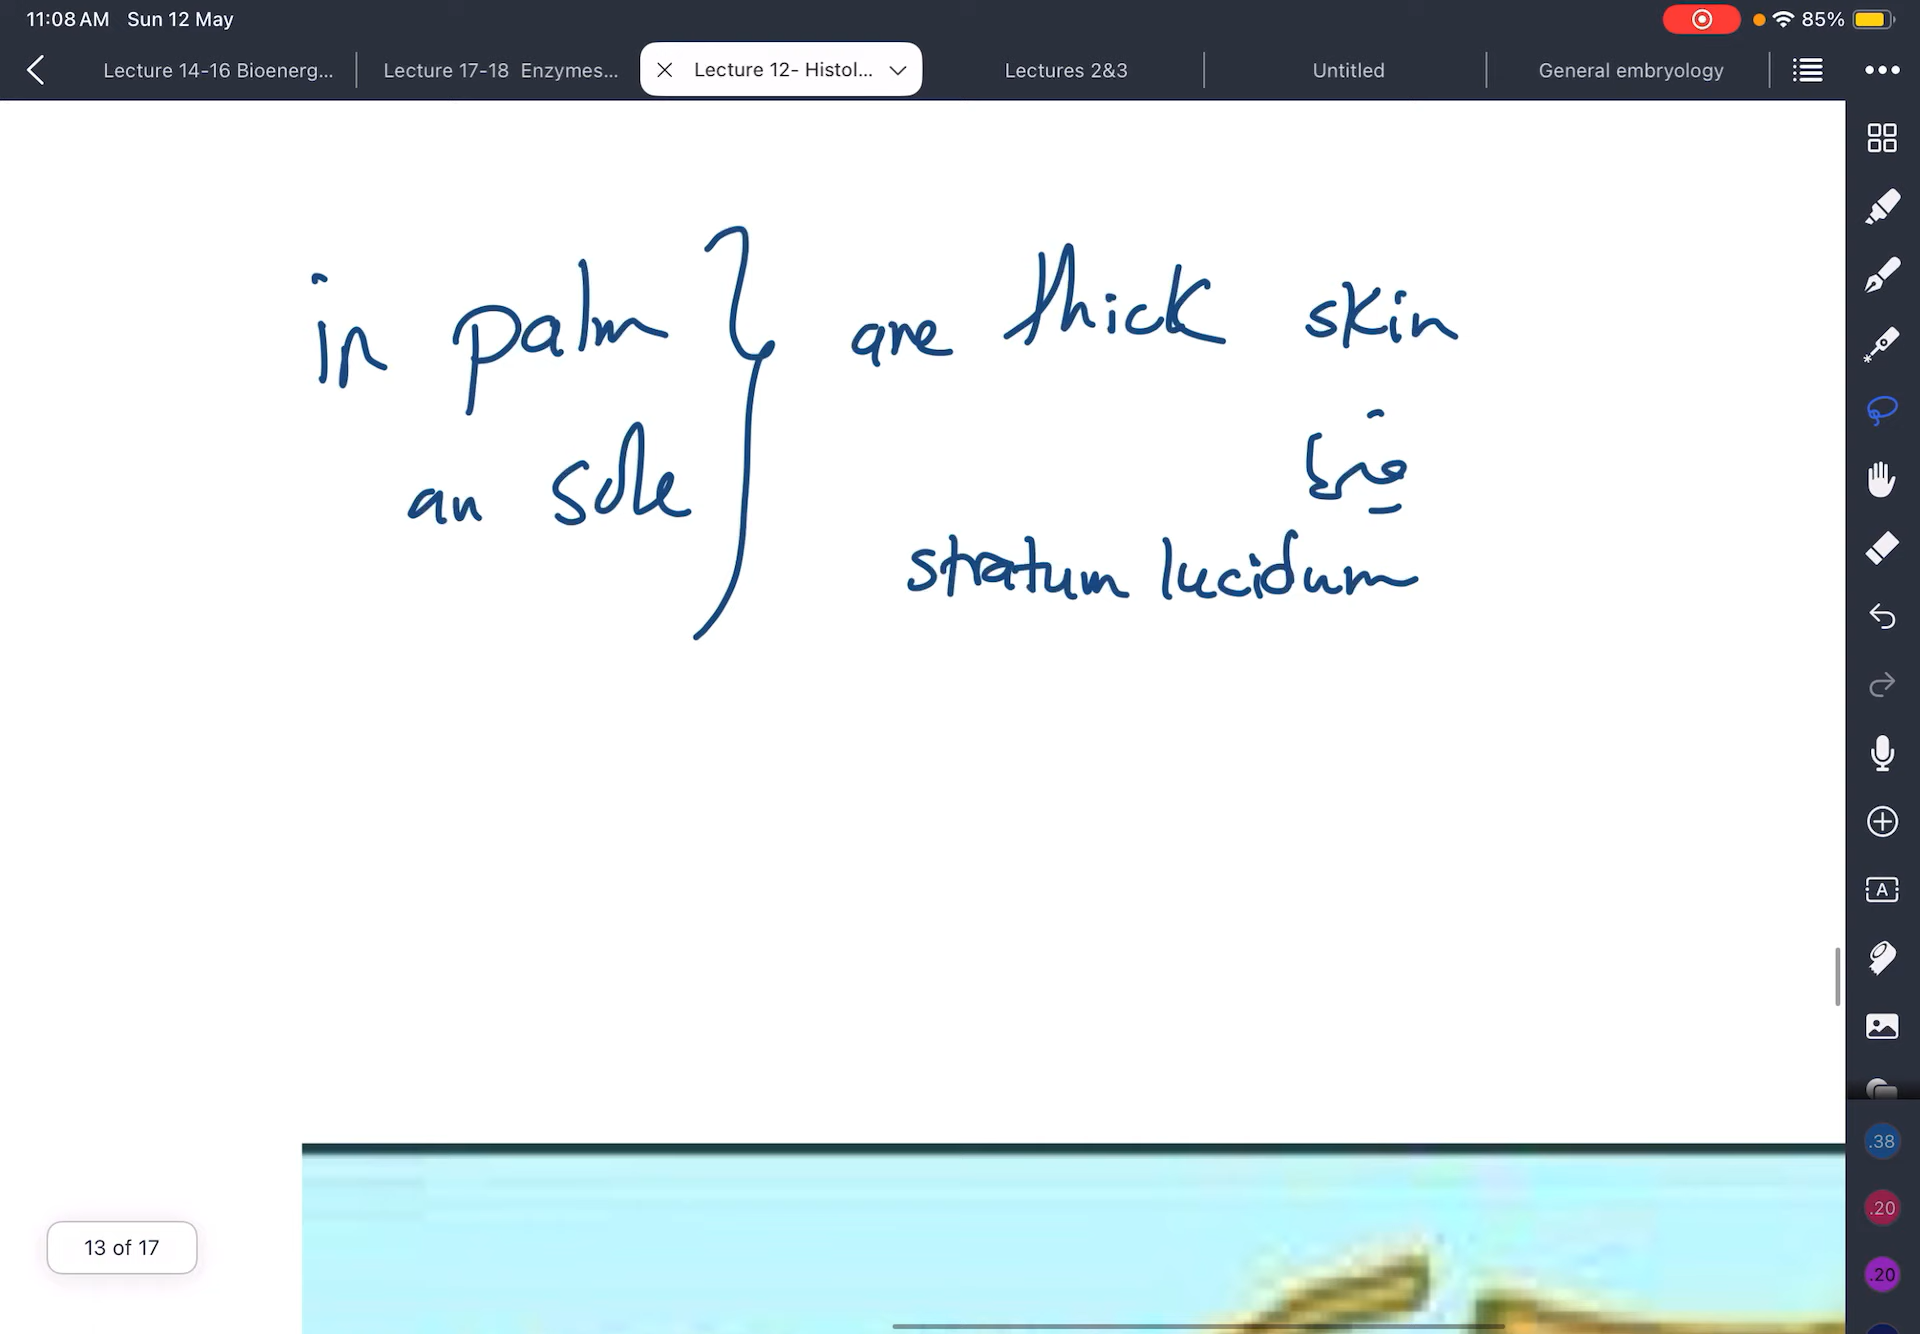 11:08 AM Sun 12 May 85%
Lecture 14-16 Bioenerg... Lecture 17-18 Enzymes... Lecture 12- Histol... Lectures 2&3 Untitled General embryology
in palm are thick skin
an sole
stratum lucidum
13 of 17
.38
.20
.20